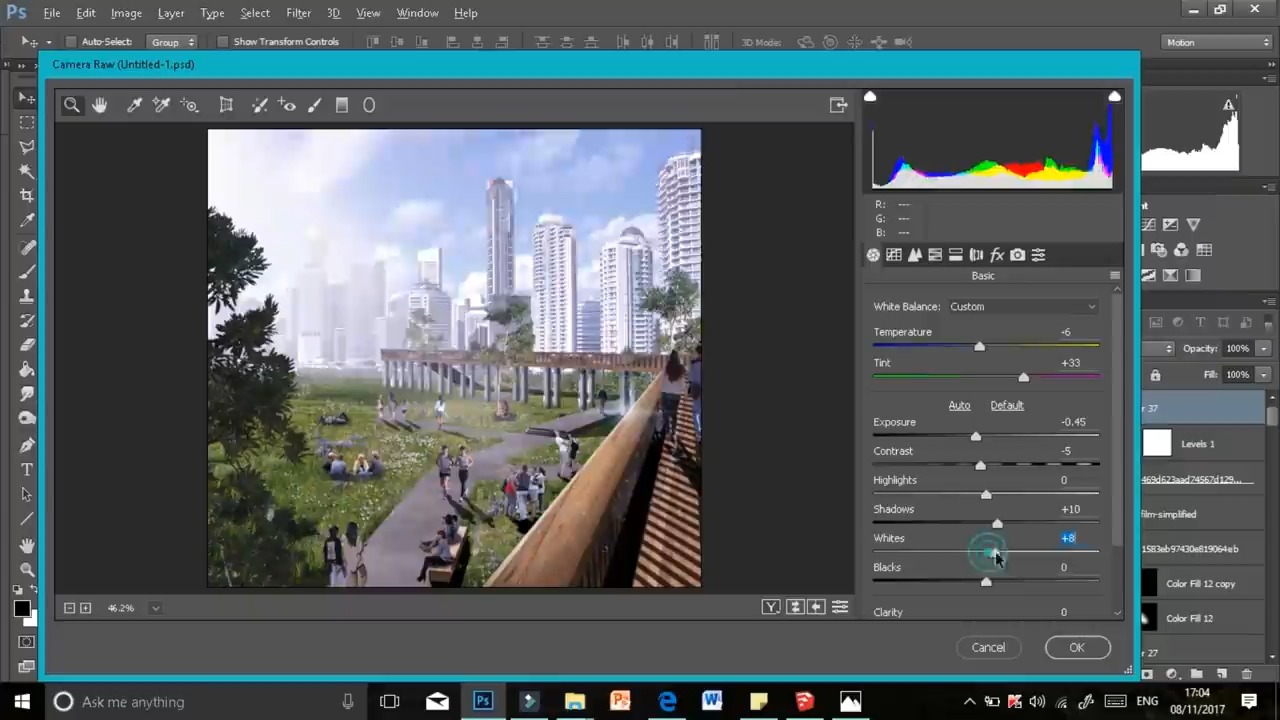 Ps File Edit Image Layer Type Select Filter 3D View Window Help
Auto-Select: Group Show Transform Controls 3D Mode: Motion
Camera Raw (Untitled-1.psd)
R: ---
G: ---
B: ---
Basic
White Balance: Custom
Temperature -6
Tint +33
Auto Default
Exposure -0.45
Contrast -5
Highlights 0
Shadows +10
Whites +8
Blacks 0
Clarity 0
46.2% Y
Cancel OK
Opacity: 100%
Fill: 100%
r 37
Levels 1
469d623aad74567d129...
film-simplified
1583eb97430e819064eb
Color Fill 12 copy
Color Fill 12
r 27
Ask me anything
ENG
17:04
08/11/2017